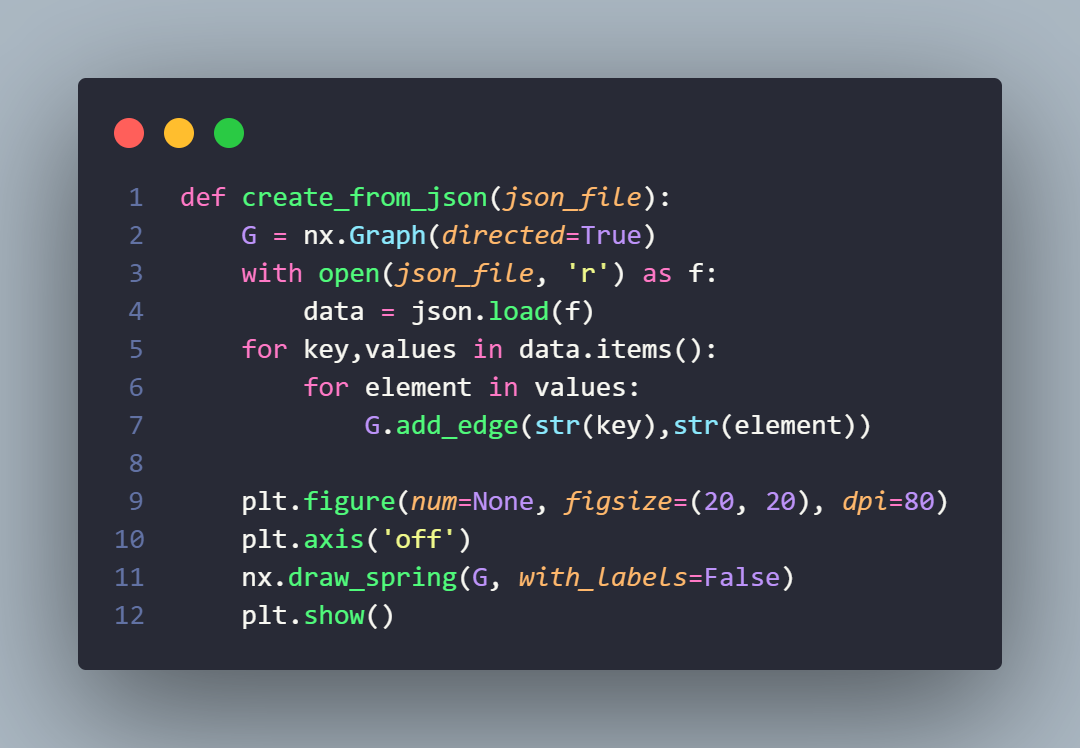 1 def create_from_json(json_file):
2     G = nx.Graph(directed=True)
3     with open(json_file, 'r') as f:
4         data = json.load(f)
5     for key,values in data.items():
6         for element in values:
7             G.add_edge(str(key),str(element))
8
9     plt.figure(num=None, figsize=(20, 20), dpi=80)
10     plt.axis('off')
11     nx.draw_spring(G, with_labels=False)
12     plt.show()